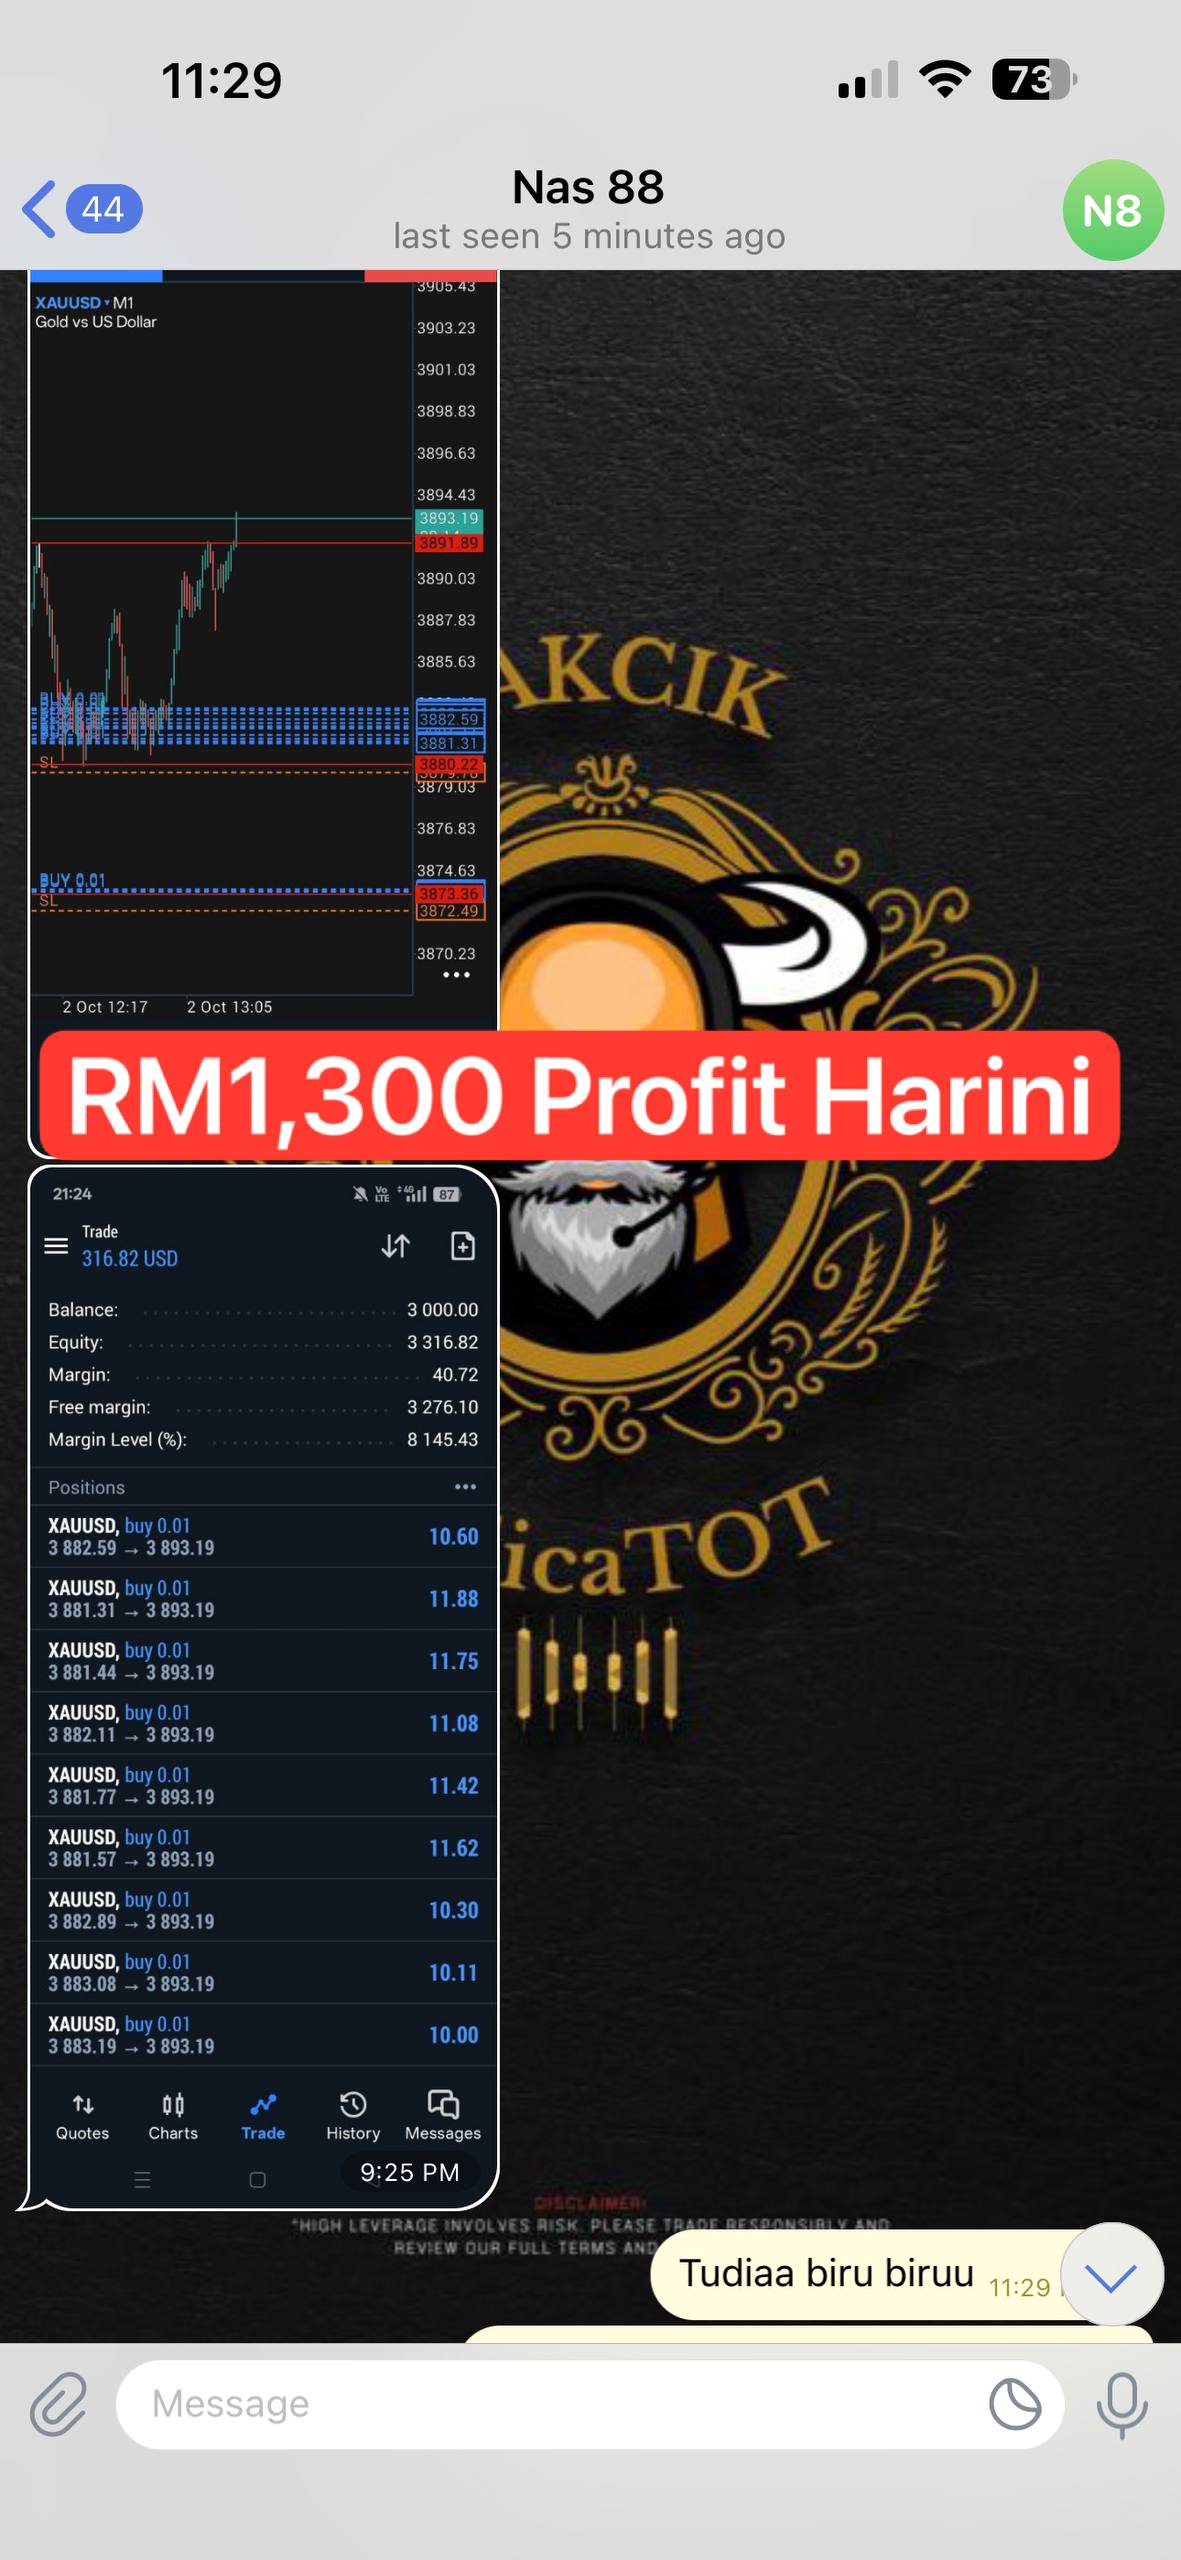 11:29
73
44
Nas 88
last seen 5 minutes ago
N8
3905.43
XAUUSD M1
Gold vs US Dollar
3903.23
3901.03
3898.83
3896.63
3894.43
3893.19
3891.89
3890.03
3887.83
3885.63
3882.59
3881.31
SL
3880.22
3879.03
3876.83
3874.63
BUY 0.01
3873.36
SL
3872.49
3870.23
2 Oct 12:17 2 Oct 13:05
AKCIK
RM1,300 Profit Harini
21:24
Vo LTE 4G 87
Trade
316.82 USD
Balance: 3 000.00
Equity: 3 316.82
Margin: 40.72
Free margin: 3 276.10
Margin Level (%): 8 145.43
Positions
XAUUSD, buy 0.01
3 882.59 → 3 893.19 10.60
XAUUSD, buy 0.01
3 881.31 → 3 893.19 11.88
XAUUSD, buy 0.01
3 881.44 → 3 893.19 11.75
XAUUSD, buy 0.01
3 882.11 → 3 893.19 11.08
XAUUSD, buy 0.01
3 881.77 → 3 893.19 11.42
XAUUSD, buy 0.01
3 881.57 → 3 893.19 11.62
XAUUSD, buy 0.01
3 882.89 → 3 893.19 10.30
XAUUSD, buy 0.01
3 883.08 → 3 893.19 10.11
XAUUSD, buy 0.01
3 883.19 → 3 893.19 10.00
Quotes Charts Trade History Messages
9:25 PM
icaTOT
DISCLAIMER:
*HIGH LEVERAGE INVOLVES RISK. PLEASE TRADE RESPONSIBLY AND
REVIEW OUR FULL TERMS AND
Tudiaa biru biruu 11:29
Message